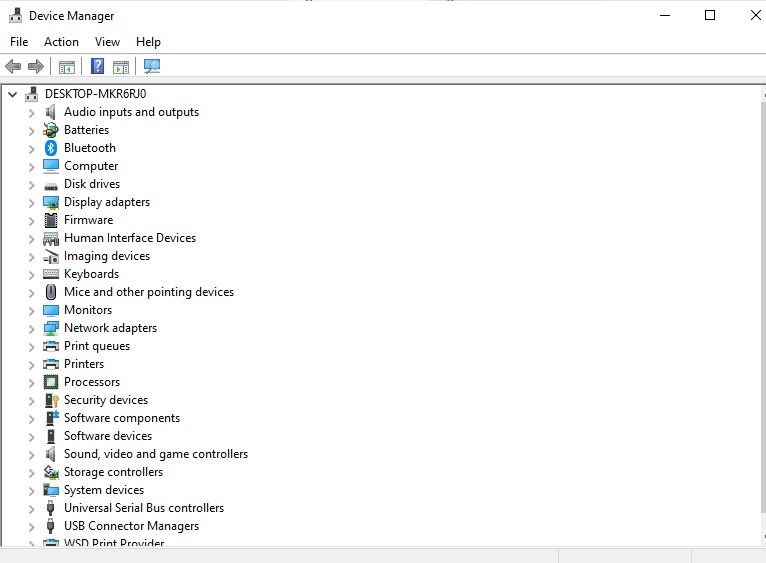 Device Manager
File Action View Help
DESKTOP-MKR6RJ0
Audio inputs and outputs
Batteries
Bluetooth
Computer
Disk drives
Display adapters
Firmware
Human Interface Devices
Imaging devices
Keyboards
Mice and other pointing devices
Monitors
Network adapters
Print queues
Printers
Processors
Security devices
Software components
Software devices
Sound, video and game controllers
Storage controllers
System devices
Universal Serial Bus controllers
USB Connector Managers
WSD Print Provider